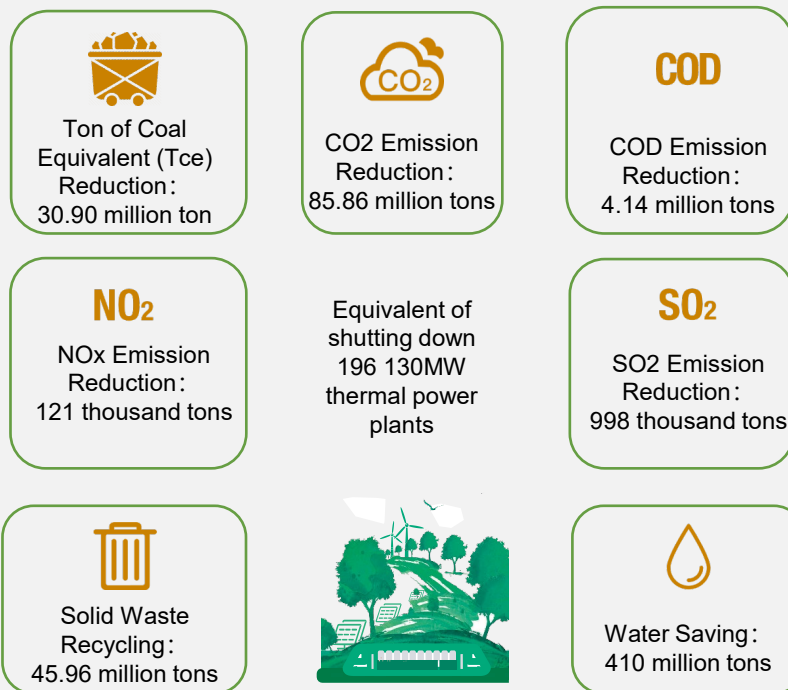 Ton of Coal
Equivalent (Tce)
Reduction：
30.90 million ton
CO2
CO2 Emission
Reduction：
85.86 million tons
COD
COD Emission
Reduction：
4.14 million tons
NO2
NOx Emission
Reduction：
121 thousand tons
Equivalent of
shutting down
196 130MW
thermal power
plants
SO2
SO2 Emission
Reduction：
998 thousand tons
Solid Waste
Recycling：
45.96 million tons
Water Saving：
410 million tons